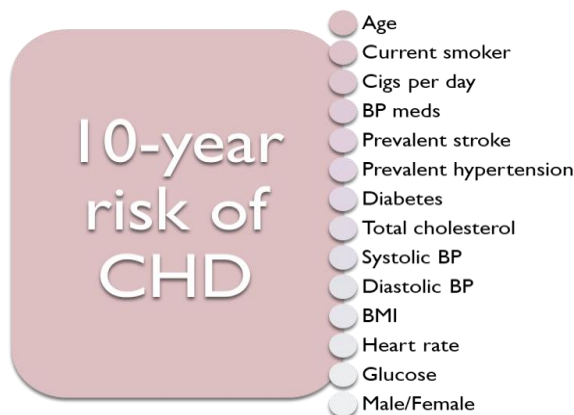 10-year
risk of
CHD
Age
Current smoker
Cigs per day
BP meds
Prevalent stroke
Prevalent hypertension
Diabetes
Total cholesterol
Systolic BP
Diastolic BP
BMI
Heart rate
Glucose
Male/Female